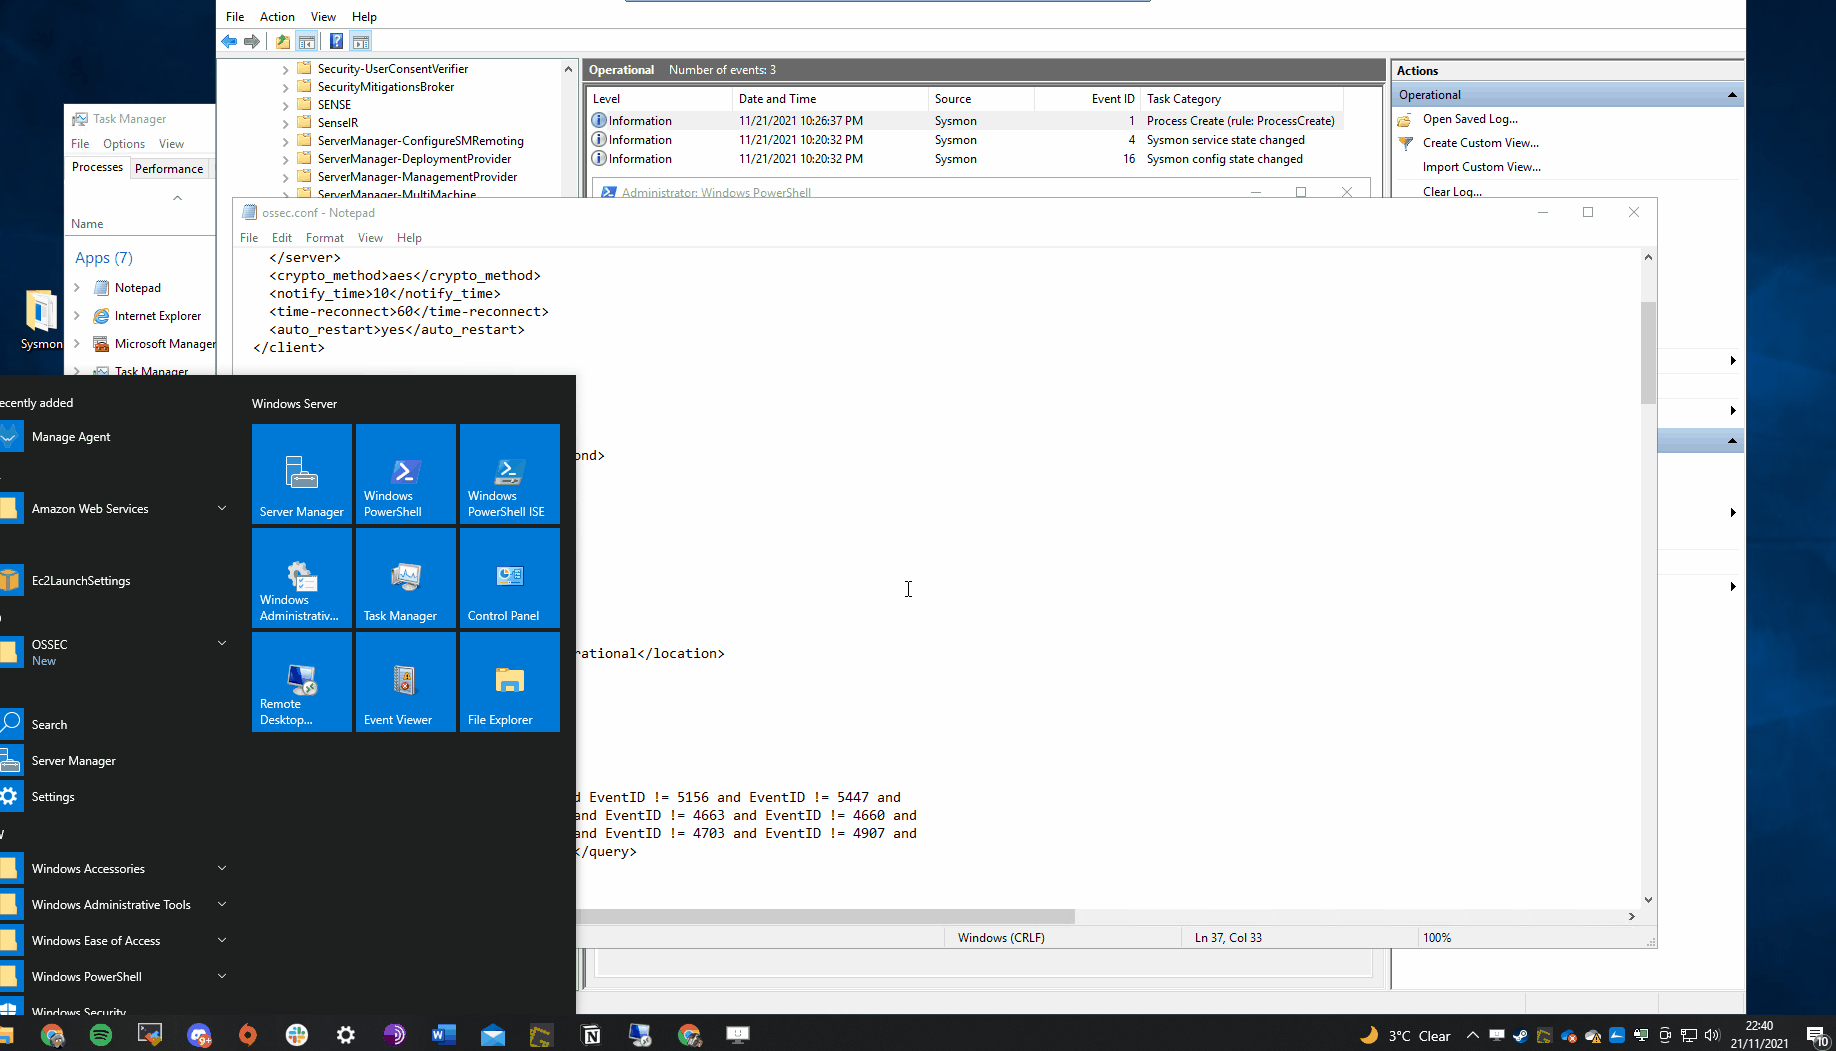 File Action View Help
Security-UserConsentVerifier
SecurityMitigationsBroker
SENSE
SenseIR
ServerManager-ConfigureSMRemoting
ServerManager-DeploymentProvider
ServerManager-ManagementProvider
ServerManager-MultiMachine
Operational Number of events: 3
Level Date and Time Source Event ID Task Category
Information 11/21/2021 10:26:37 PM Sysmon 1 Process Create (rule: ProcessCreate)
Information 11/21/2021 10:20:32 PM Sysmon 4 Sysmon service state changed
Information 11/21/2021 10:20:32 PM Sysmon 16 Sysmon config state changed
Actions
Operational
Open Saved Log...
Create Custom View...
Import Custom View...
Clear Log...
Administrator: Windows PowerShell
Task Manager
File Options View
Processes Performance
Name
Apps (7)
Notepad
Internet Explorer
Microsoft Manager
Task Manager
Sysmon
ossec.conf - Notepad
File Edit Format View Help
</server>
<crypto_method>aes</crypto_method>
<notify_time>10</notify_time>
<time-reconnect>60</time-reconnect>
<auto_restart>yes</auto_restart>
</client>
ond>
rational</location>
d EventID != 5156 and EventID != 5447 and
and EventID != 4663 and EventID != 4660 and
and EventID != 4703 and EventID != 4907 and
</query>
Windows (CRLF) Ln 37, Col 33 100%
ecently added
Manage Agent
Amazon Web Services
Ec2LaunchSettings
OSSEC
New
Search
Server Manager
Settings
W
Windows Accessories
Windows Administrative Tools
Windows Ease of Access
Windows PowerShell
Windows Security
Windows Server
Server Manager
Windows PowerShell
Windows PowerShell ISE
Windows Administrativ...
Task Manager
Control Panel
Remote Desktop...
Event Viewer
File Explorer
9+
3°C Clear
22:40
21/11/2021
10